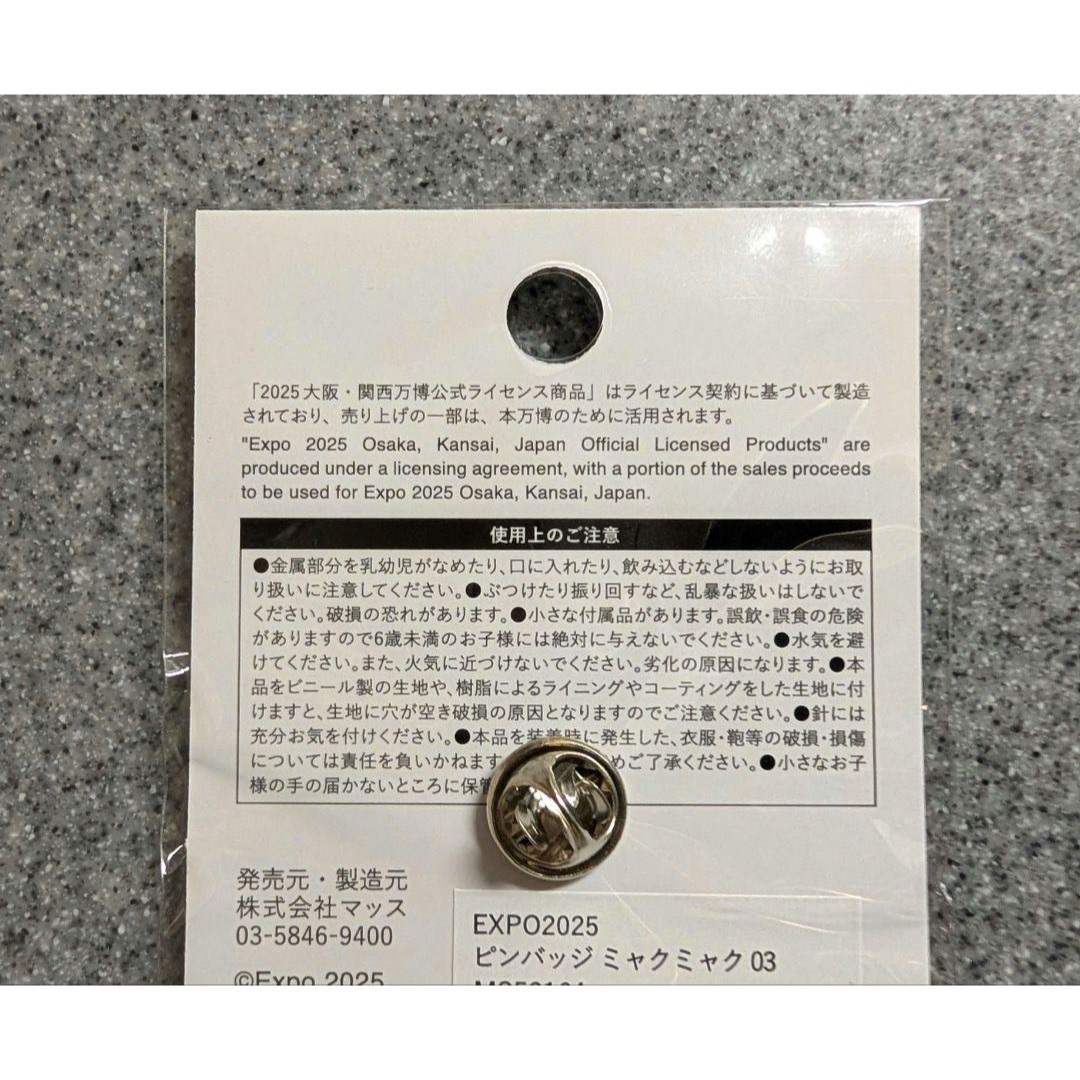 「2025大阪・関西万博公式ライセンス商品」はライセンス契約に基づいて製造
されており、売り上げの一部は、本万博のために活用されます。
"Expo 2025 Osaka, Kansai, Japan Official Licensed Products" are
produced under a licensing agreement, with a portion of the sales proceeds
to be used for Expo 2025 Osaka, Kansai, Japan.
使用上のご注意
●金属部分を乳幼児がなめたり、口に入れたり、飲み込むなどしないようにお取
り扱いに注意してください。●ぶつけたり振り回すなど、乱暴な扱いはしないで
ください。破損の恐れがあります。●小さな付属品があります。誤飲・誤食の危険
がありますので6歳未満のお子様には絶対に与えないでください。●水気を避
けてください。また、火気に近づけないでください。劣化の原因になります。●本
品をビニール製の生地や、樹脂によるライニングやコーティングをした生地に付
けますと、生地に穴が空き破損の原因となりますのでご注意ください。●針には
充分お気を付けください。●本品を装着時に発生した、衣服・鞄等の破損・損傷
については責任を負いかねます めご了承ください。●小さなお子
様の手の届かないところに保管
発売元・製造元
株式会社マッス
03-5846-9400
©Expo 2025
EXPO2025
ピンバッジ ミャクミャク 03